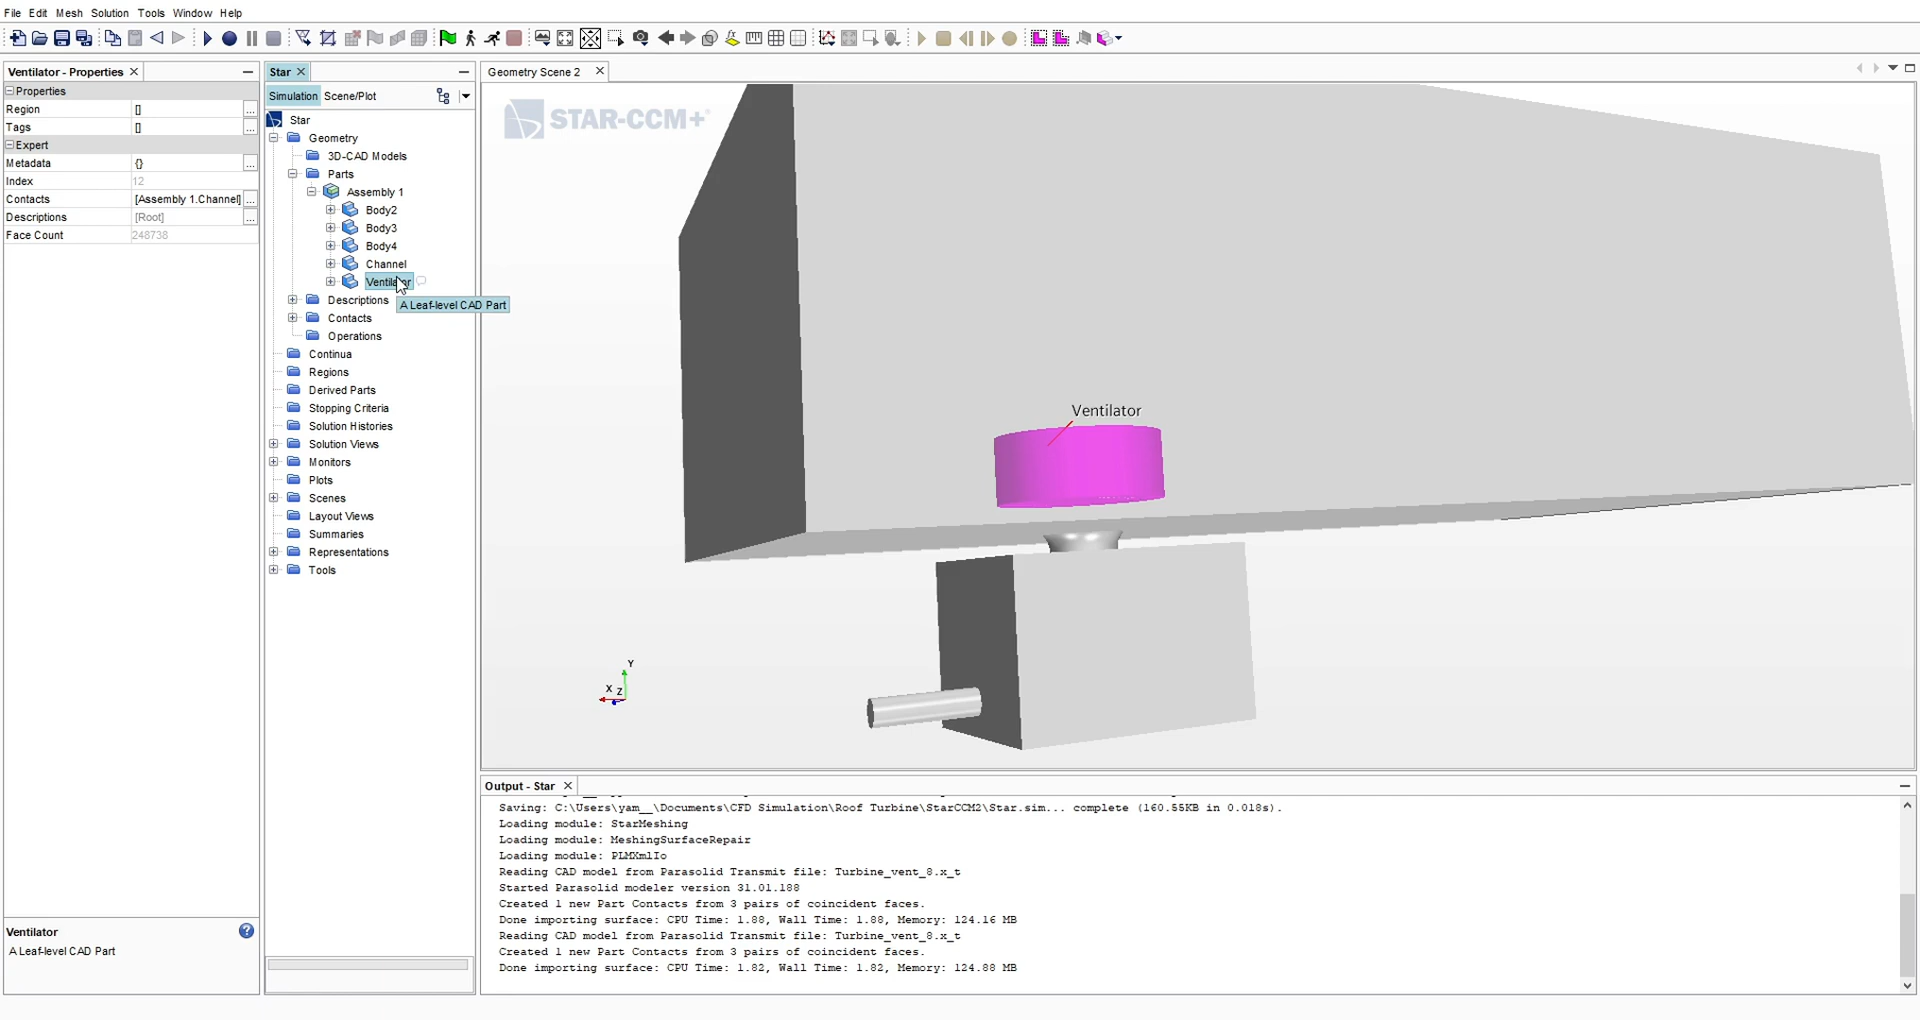 File Edit Mesh Solution Tools Window Help
Ventilator - Properties
Properties
Region []
Tags []
Expert
Metadata {}
Index 12
Contacts [Assembly 1.Channel]
Descriptions [Root]
Face Count 248738
Ventilator
A Leaf-level CAD Part
Star
Simulation Scene/Plot
Star
Geometry
3D-CAD Models
Parts
Assembly 1
Body2
Body3
Body4
Channel
Ventilator
A Leaf-level CAD Part
Descriptions
Contacts
Operations
Continua
Regions
Derived Parts
Stopping Criteria
Solution Histories
Solution Views
Monitors
Plots
Scenes
Layout Views
Summaries
Representations
Tools
Geometry Scene 2
STAR-CCM+
Ventilator
Y
X Z
Output - Star
Saving: C:\Users\yam__\Documents\CFD Simulation\Roof Turbine\StarCCM2\Star.sim... complete (160.55KB in 0.018s).
Loading module: StarMeshing
Loading module: MeshingSurfaceRepair
Loading module: PLMXmlIo
Reading CAD model from Parasolid Transmit file: Turbine_vent_8.x_t
Started Parasolid modeler version 31.01.188
Created 1 new Part Contacts from 3 pairs of coincident faces.
Done importing surface: CPU Time: 1.88, Wall Time: 1.88, Memory: 124.16 MB
Reading CAD model from Parasolid Transmit file: Turbine_vent_8.x_t
Created 1 new Part Contacts from 3 pairs of coincident faces.
Done importing surface: CPU Time: 1.82, Wall Time: 1.82, Memory: 124.88 MB